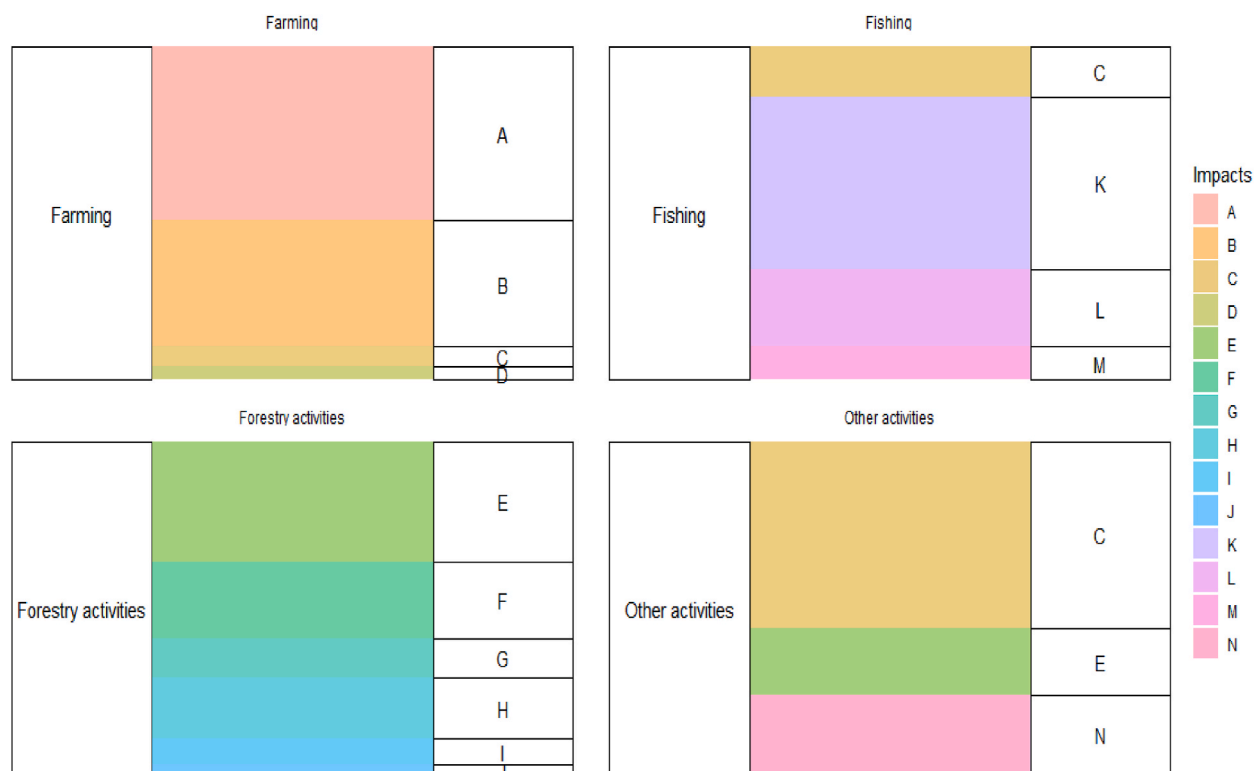 Farming
Fishing
Farming
A
B
C
D
Fishing
C
K
L
M
Forestry activities
Other activities
Forestry activities
E
F
G
H
I
Other activities
C
E
N
Impacts
A
B
C
D
E
F
G
H
I
J
K
L
M
N